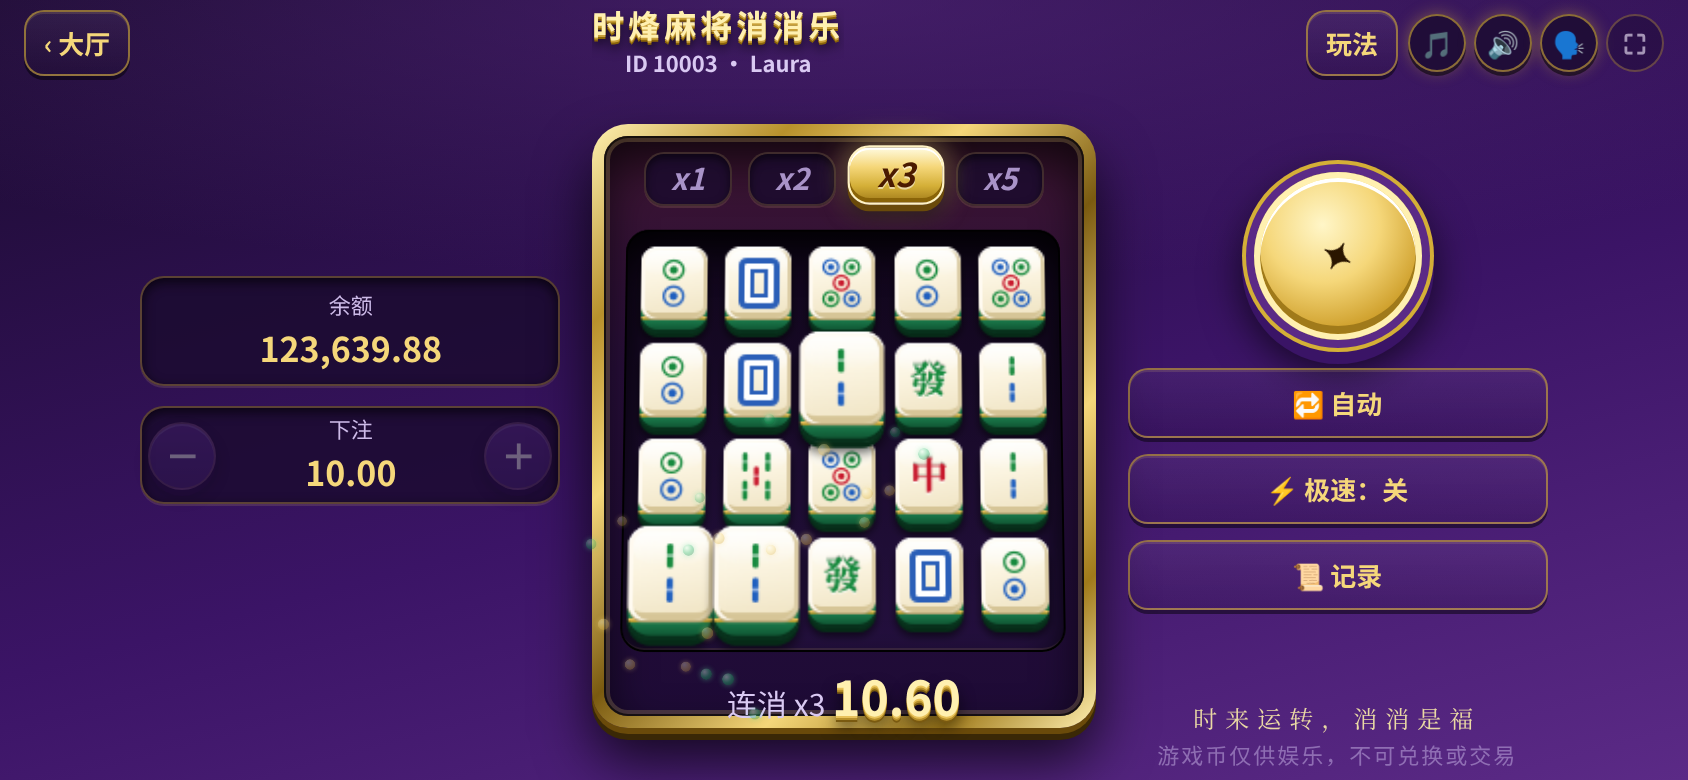 ‹ 大厅
时烽麻将消消乐
ID 10003 · Laura
玩法
x1 x2 x3 x5
余额
123,639.88
下注
− 10.00 +
發
中
發
连消 x3 10.60
自动
极速：关
记录
时来运转，消消是福
游戏币仅供娱乐，不可兑换或交易